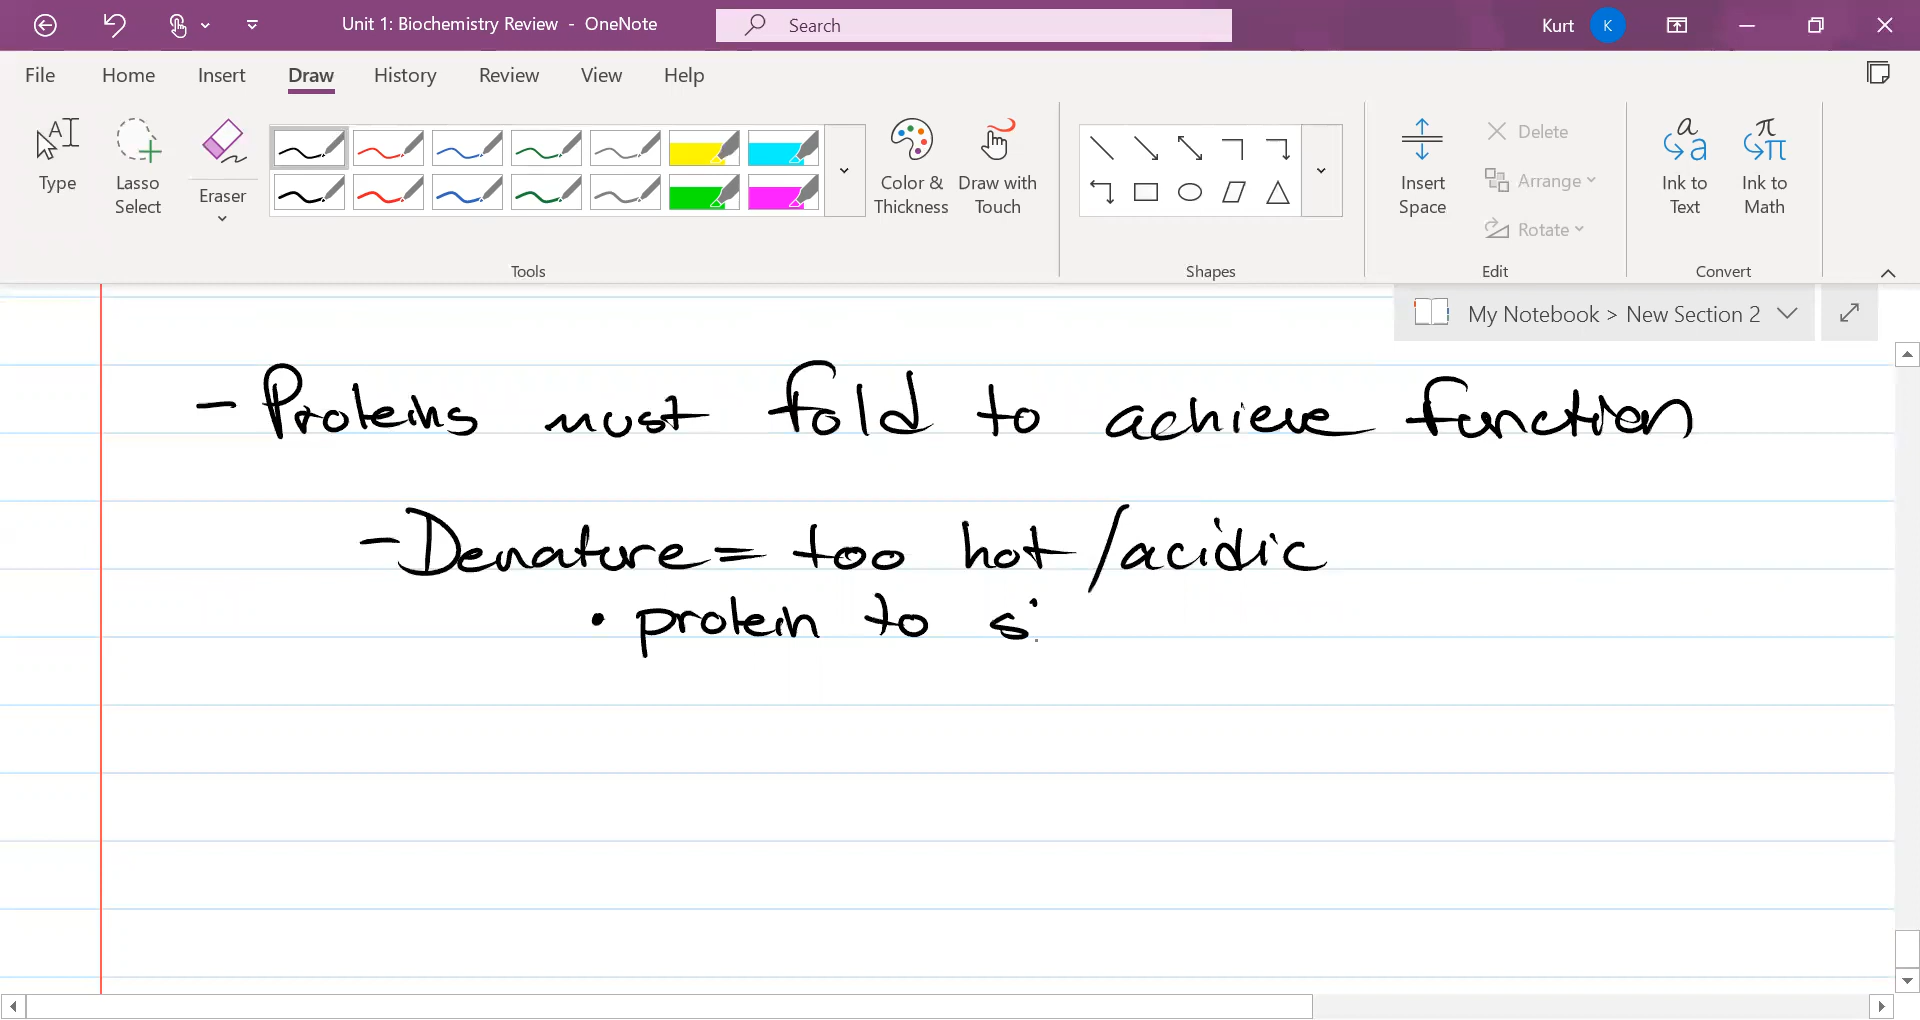 Unit 1: Biochemistry Review - OneNote
Search
Kurt K
File Home Insert Draw History Review View Help
Type
Lasso Select
Eraser
Color & Thickness
Draw with Touch
Insert Space
Delete
Arrange
Rotate
Ink to Text
Ink to Math
Tools Shapes Edit Convert
My Notebook > New Section 2
- Proteins must fold to achieve function
- Denature = too hot/acidic
• protein to si